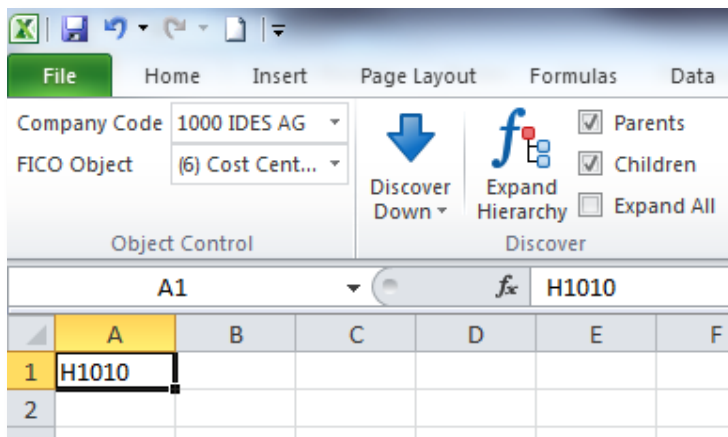 File Home Insert Page Layout Formulas Data
Company Code 1000 IDES AG
FICO Object (6) Cost Cent...
Parents
Children
Expand All
Discover
Down
Expand
Hierarchy
Object Control Discover
A1 fx H1010
A B C D E F
1 H1010
2